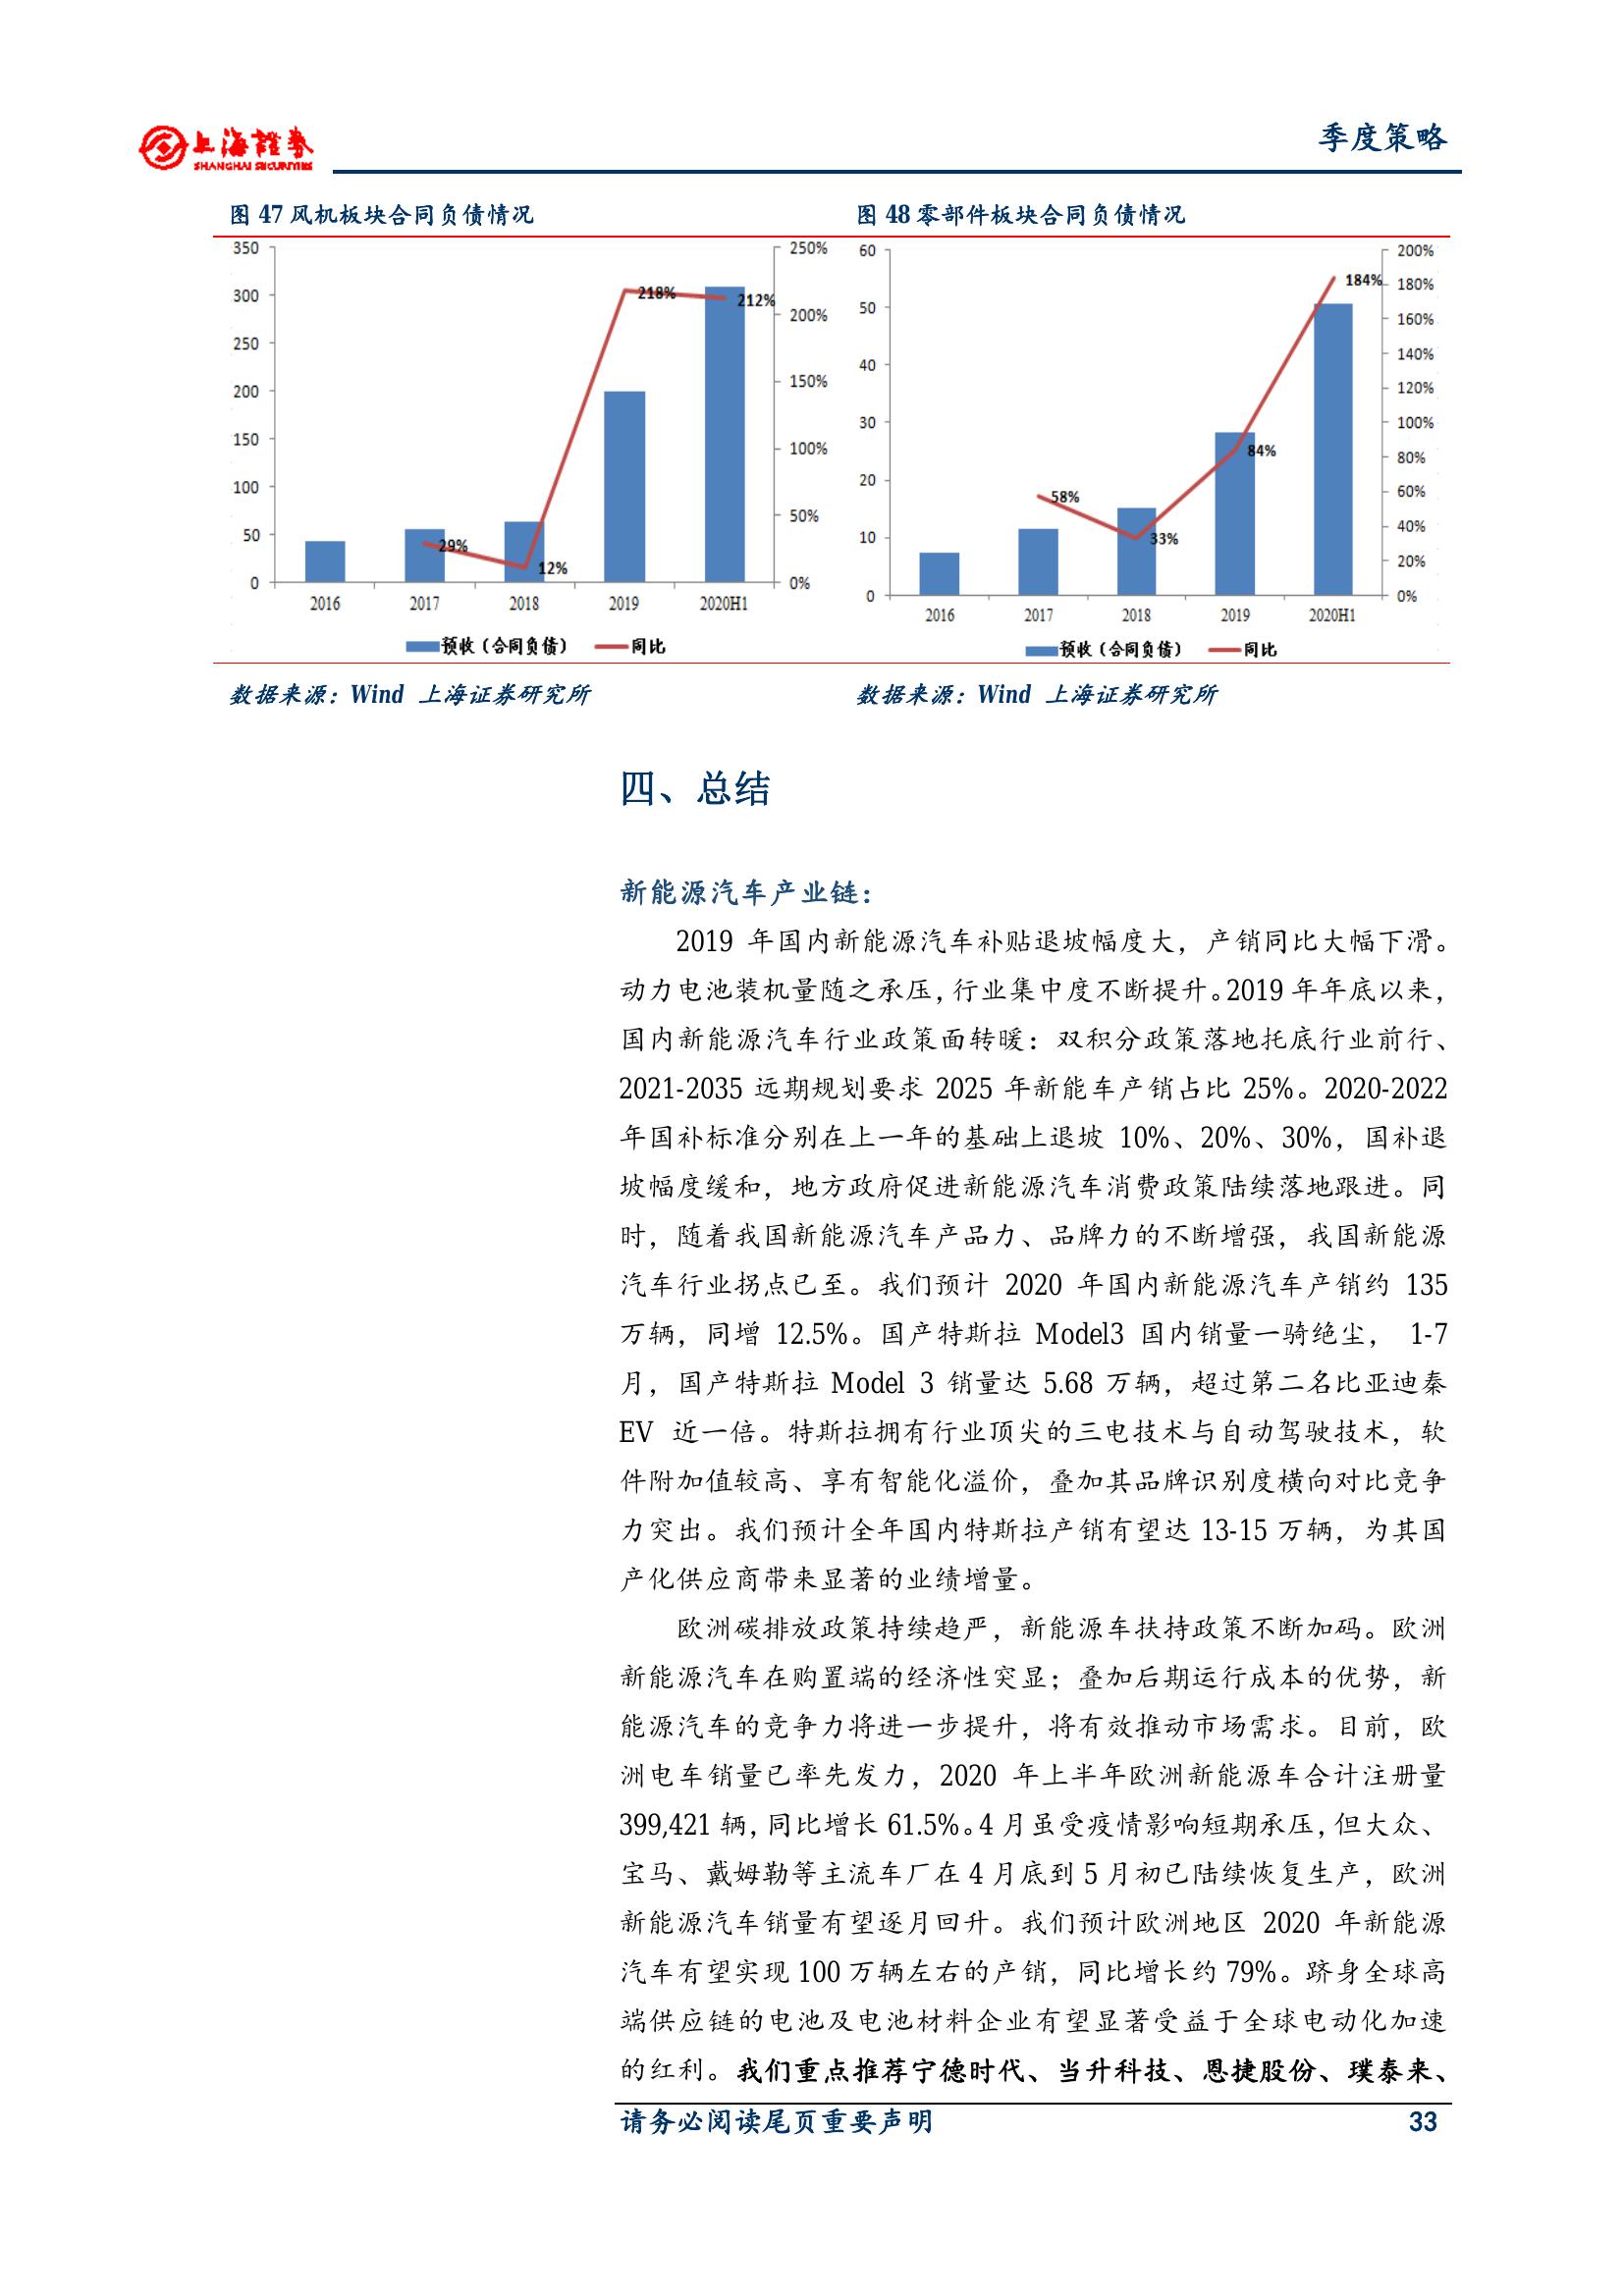 上海證券
SHANGHAI SECURITIES
季度策略
图 47 风机板块合同负债情况
350
300
250
200
150
100
50
0
250%
200%
150%
100%
50%
0%
218%
212%
29%
12%
2016 2017 2018 2019 2020H1
预收（合同负债） 同比
数据来源：Wind 上海证券研究所
图 48 零部件板块合同负债情况
60
50
40
30
20
10
0
200%
180%
160%
140%
120%
100%
80%
60%
40%
20%
0%
184%
84%
58%
33%
2016 2017 2018 2019 2020H1
预收（合同负债） 同比
数据来源：Wind 上海证券研究所
四、总结
新能源汽车产业链：
2019 年国内新能源汽车补贴退坡幅度大，产销同比大幅下滑。
动力电池装机量随之承压，行业集中度不断提升。2019 年年底以来，
国内新能源汽车行业政策面转暖：双积分政策落地托底行业前行、
2021-2035 远期规划要求 2025 年新能车产销占比 25%。2020-2022
年国补标准分别在上一年的基础上退坡 10%、20%、30%，国补退
坡幅度缓和，地方政府促进新能源汽车消费政策陆续落地跟进。同
时，随着我国新能源汽车产品力、品牌力的不断增强，我国新能源
汽车行业拐点已至。我们预计 2020 年国内新能源汽车产销约 135
万辆，同增 12.5%。国产特斯拉 Model3 国内销量一骑绝尘， 1-7
月，国产特斯拉 Model 3 销量达 5.68 万辆，超过第二名比亚迪秦
EV 近一倍。特斯拉拥有行业顶尖的三电技术与自动驾驶技术，软
件附加值较高、享有智能化溢价，叠加其品牌识别度横向对比竞争
力突出。我们预计全年国内特斯拉产销有望达 13-15 万辆，为其国
产化供应商带来显著的业绩增量。
欧洲碳排放政策持续趋严，新能源车扶持政策不断加码。欧洲
新能源汽车在购置端的经济性突显；叠加后期运行成本的优势，新
能源汽车的竞争力将进一步提升，将有效推动市场需求。目前，欧
洲电车销量已率先发力，2020 年上半年欧洲新能源车合计注册量
399,421 辆，同比增长 61.5%。4 月虽受疫情影响短期承压，但大众、
宝马、戴姆勒等主流车厂在 4 月底到 5 月初已陆续恢复生产，欧洲
新能源汽车销量有望逐月回升。我们预计欧洲地区 2020 年新能源
汽车有望实现 100 万辆左右的产销，同比增长约 79%。跻身全球高
端供应链的电池及电池材料企业有望显著受益于全球电动化加速
的红利。我们重点推荐宁德时代、当升科技、恩捷股份、璞泰来、
请务必阅读尾页重要声明
33